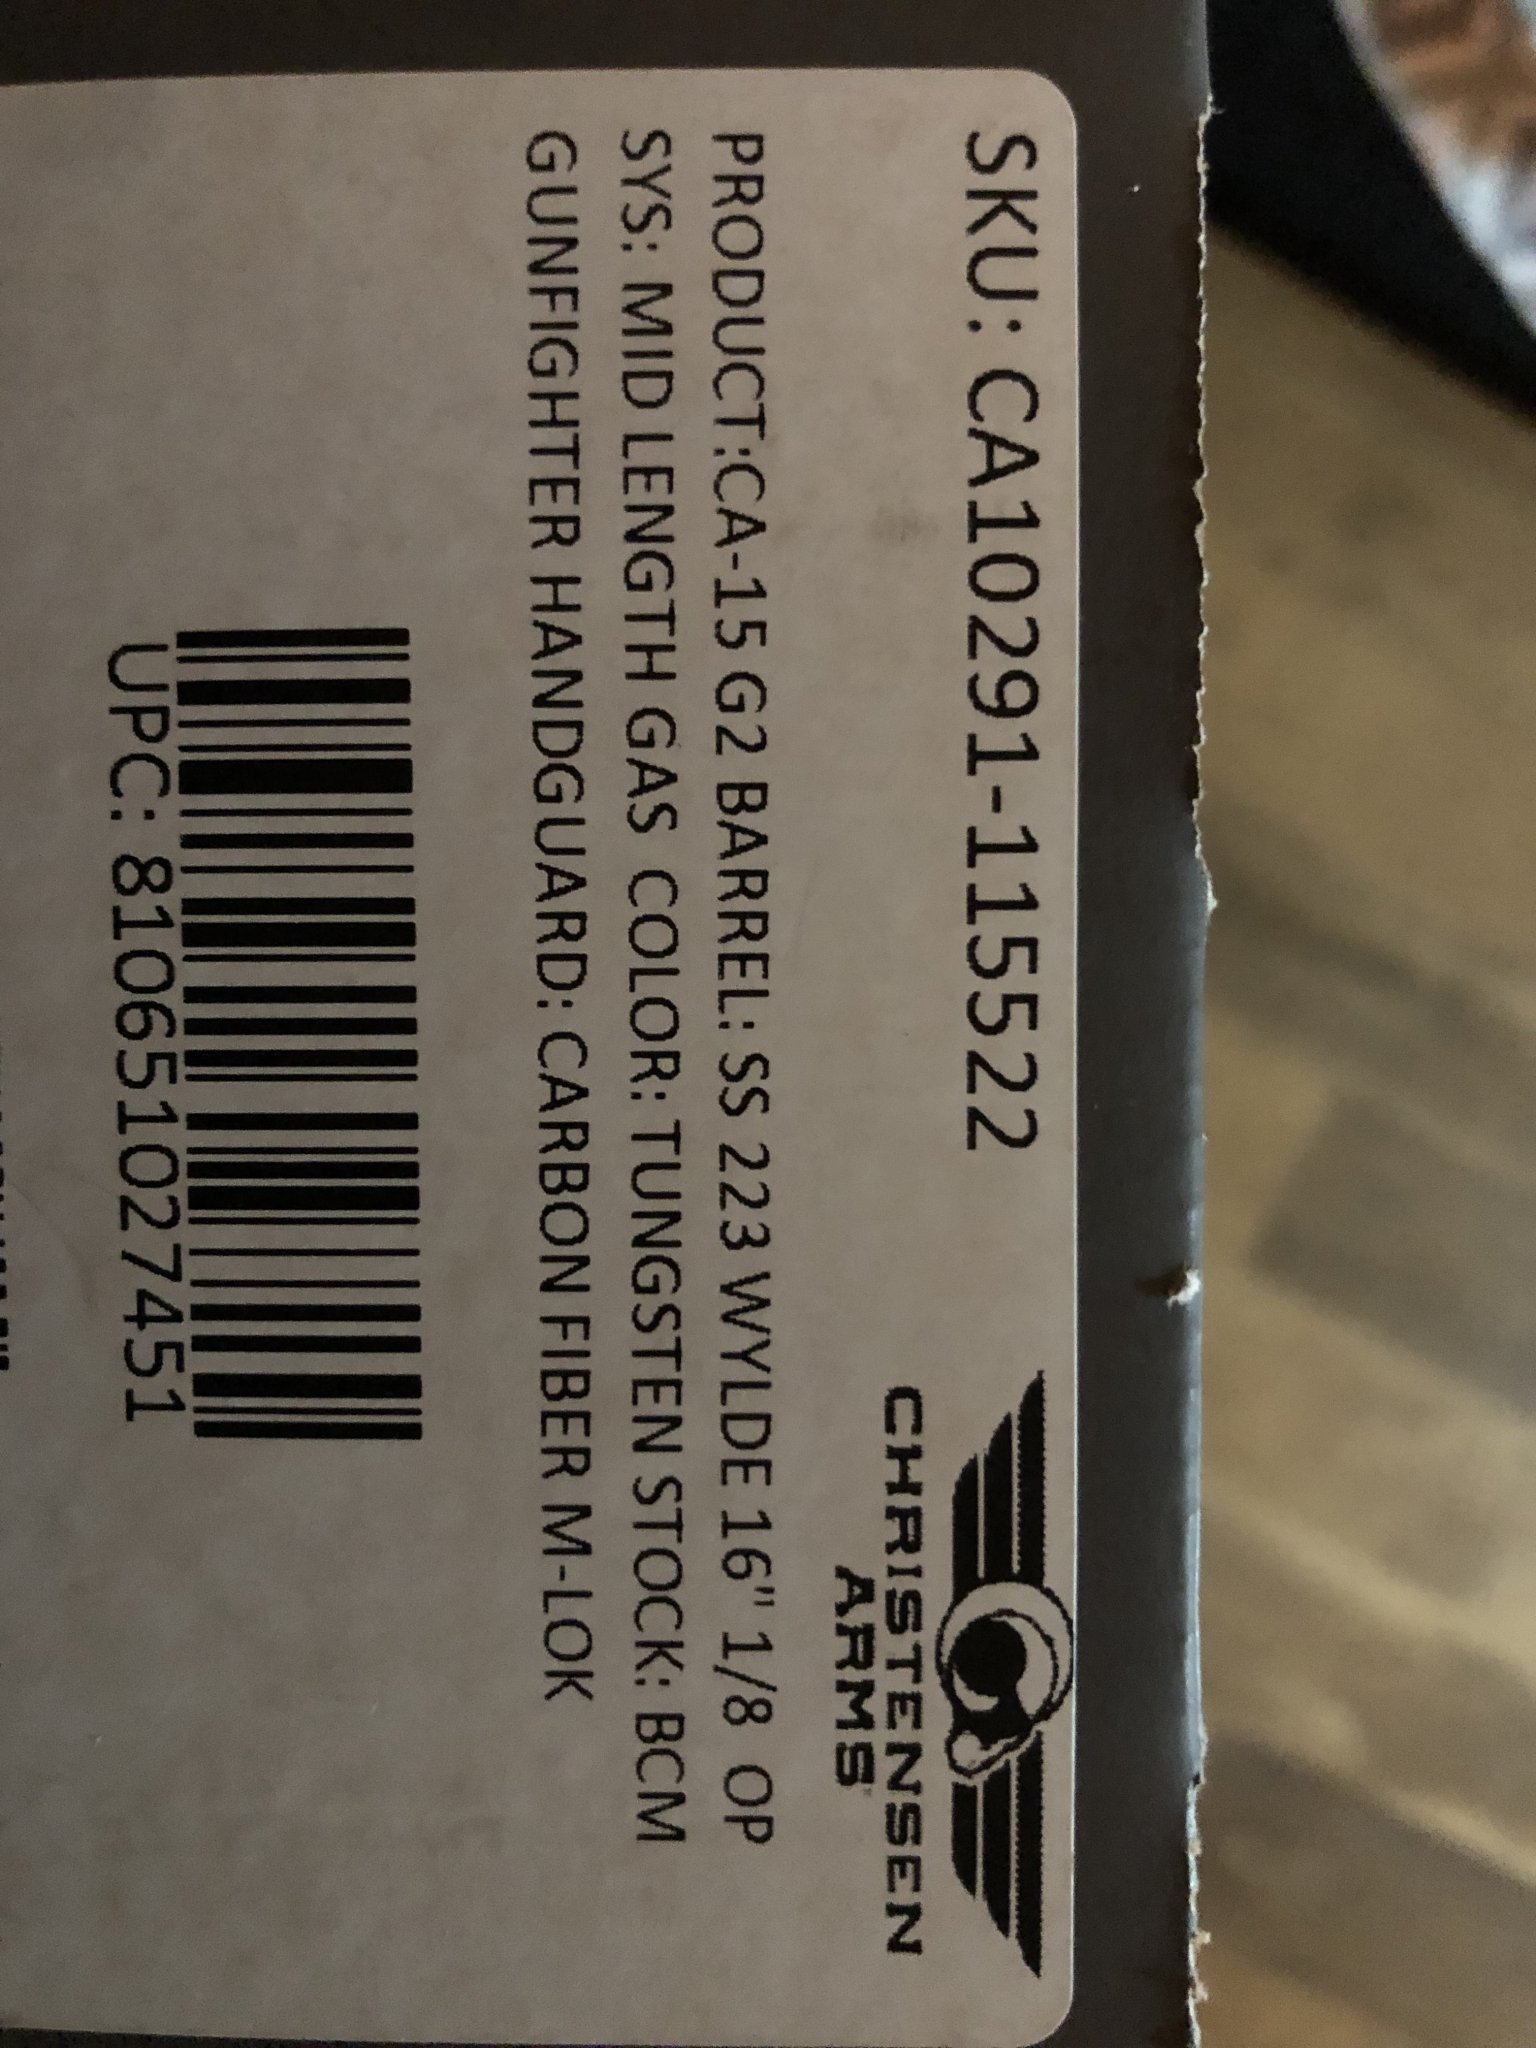 SKU: CA10291-115522
CHRISTENSEN
ARMS
PRODUCT:CA-15 G2 BARREL: SS 223 WYLDE 16" 1/8 OP
SYS: MID LENGTH GAS COLOR: TUNGSTEN STOCK: BCM
GUNFIGHTER HANDGUARD: CARBON FIBER M-LOK
UPC: 810651027451